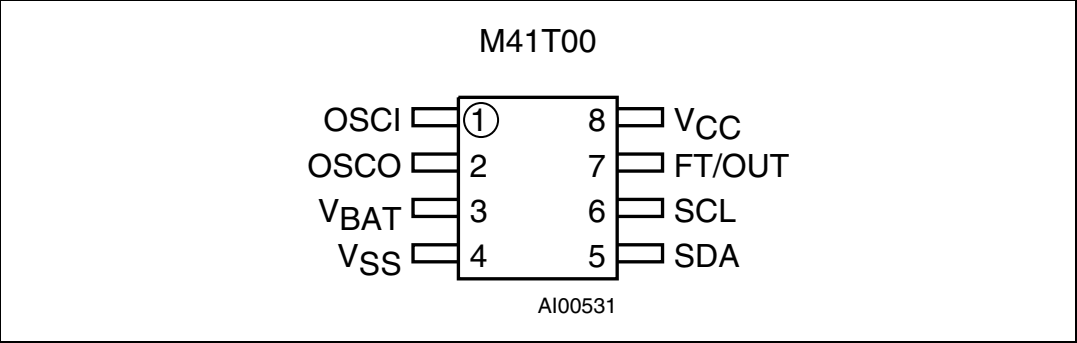 M41T00
OSCI 1 8 VCC
OSCO 2 7 FT/OUT
VBAT 3 6 SCL
VSS 4 5 SDA
AI00531